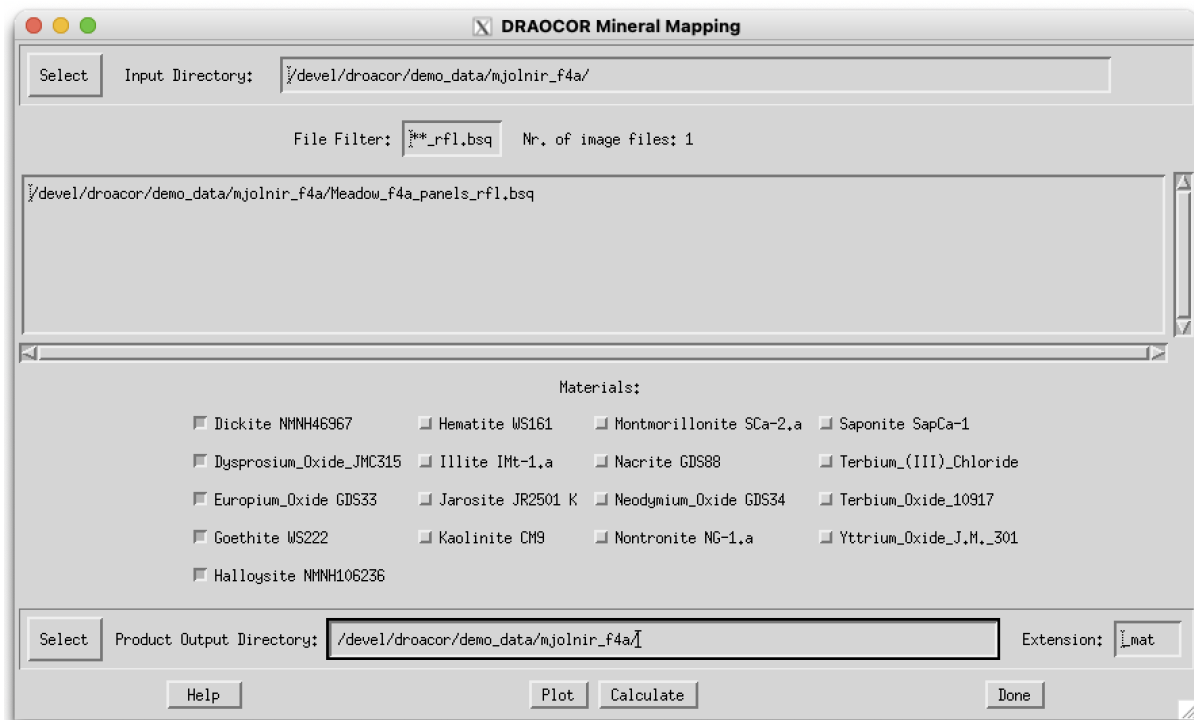 DRAOCOR Mineral Mapping
Select Input Directory: /devel/droacor/demo_data/mjolnir_f4a/
File Filter: **_rfl.bsq Nr. of image files: 1
/devel/droacor/demo_data/mjolnir_f4a/Meadow_f4a_panels_rfl.bsq
Materials:
Dickite NMNH46967 Hematite WS161 Montmorillonite SCa-2.a Saponite SapCa-1
Dysprosium_Oxide_JMC315 Illite IMt-1.a Nacrite GDS88 Terbium_(III)_Chloride
Europium_Oxide GDS33 Jarosite JR2501 K Neodymium_Oxide GDS34 Terbium_Oxide_10917
Goethite WS222 Kaolinite CM9 Nontronite NG-1.a Yttrium_Oxide_J.M._301
Halloysite NMNH106236
Select Product Output Directory: /devel/droacor/demo_data/mjolnir_f4a/ Extension: _mat
Help Plot Calculate Done